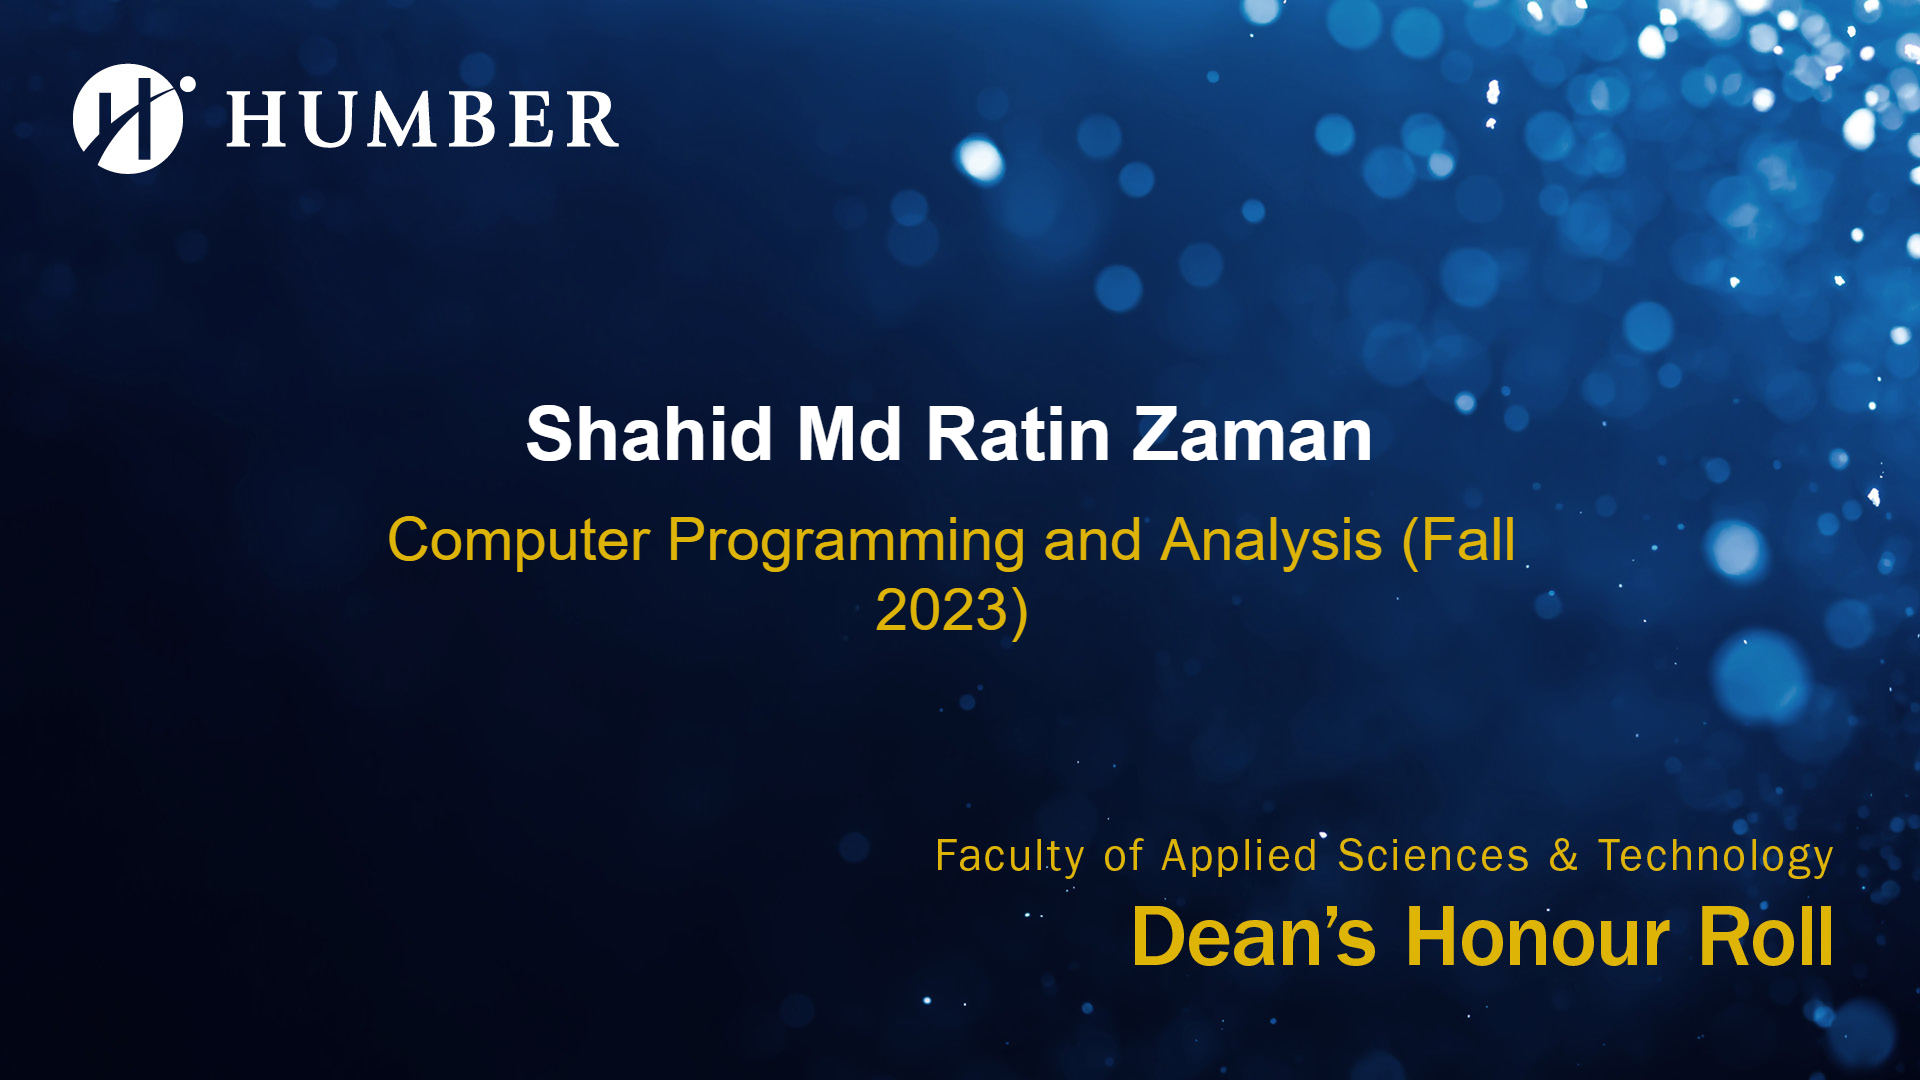 HUMBER
Shahid Md Ratin Zaman
Computer Programming and Analysis (Fall
2023)
Faculty of Applied Sciences & Technology
Dean’s Honour Roll